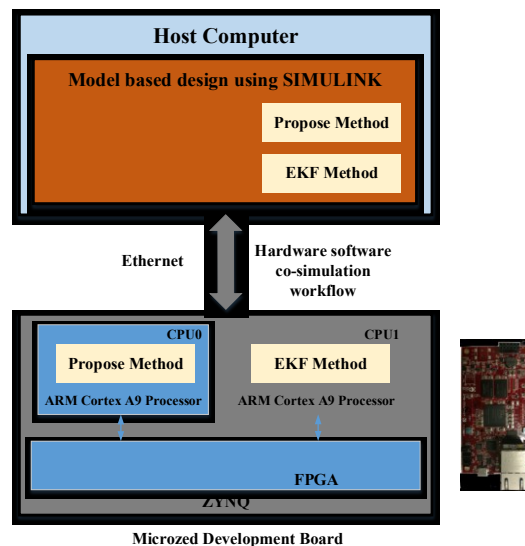 Host Computer
Model based design using SIMULINK
Propose Method
EKF Method
Ethernet
Hardware software
co-simulation
workflow
CPU0
CPU1
Propose Method
EKF Method
ARM Cortex A9 Processor
ARM Cortex A9 Processor
FPGA
ZYNQ
Microzed Development Board